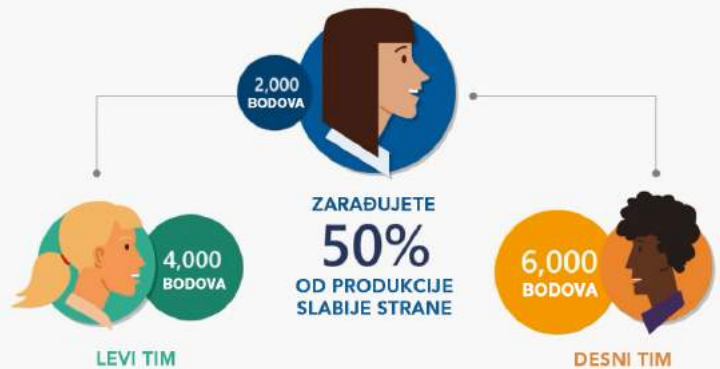 2,000
BODOVA
ZARAĐUJETE
50%
OD PRODUKCIJE
SLABIJE STRANE
4,000
BODOVA
LEVI TIM
6,000
BODOVA
DESNI TIM